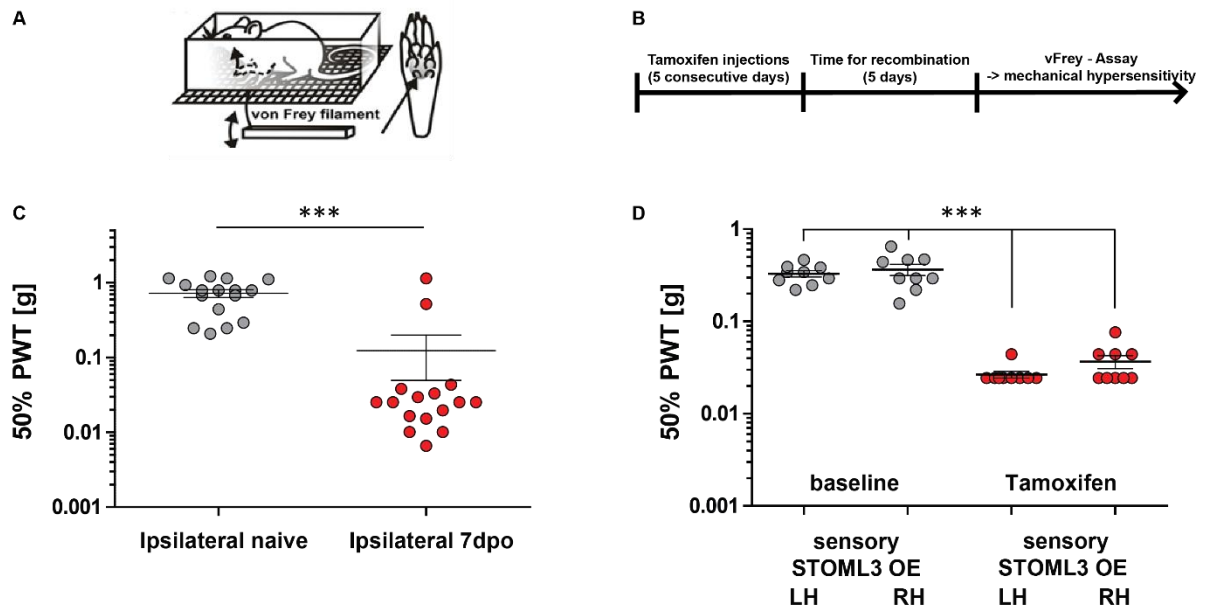 A
von Frey filament
B
Tamoxifen injections
(5 consecutive days)
Time for recombination
(5 days)
vFrey - Assay
-> mechanical hypersensitivity
C
***
50% PWT [g]
1
0.1
0.01
0.001
Ipsilateral naive
Ipsilateral 7dpo
D
***
50% PWT [g]
1
0.1
0.01
0.001
baseline
Tamoxifen
sensory
STOML3 OE
LH RH
sensory
STOML3 OE
LH RH